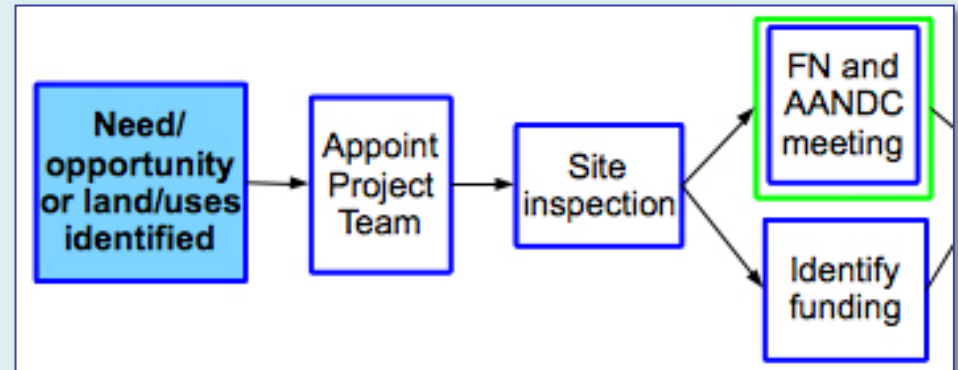 Need/
opportunity
or land/uses
identified
Appoint
Project
Team
Site
inspection
FN and
AANDC
meeting
Identify
funding